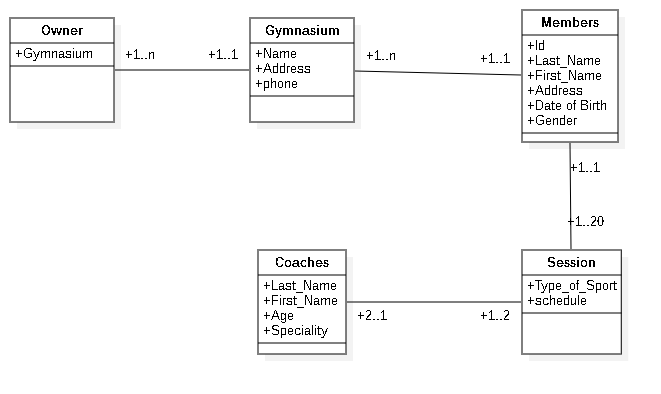 Owner
+Gymnasium
+1..n
+1..1
Gymnasium
+Name
+Address
+phone
+1..n
+1..1
Members
+Id
+Last_Name
+First_Name
+Address
+Date of Birth
+Gender
+1..1
+1..20
Coaches
+Last_Name
+First_Name
+Age
+Speciality
+2..1
+1..2
Session
+Type_of_Sport
+schedule